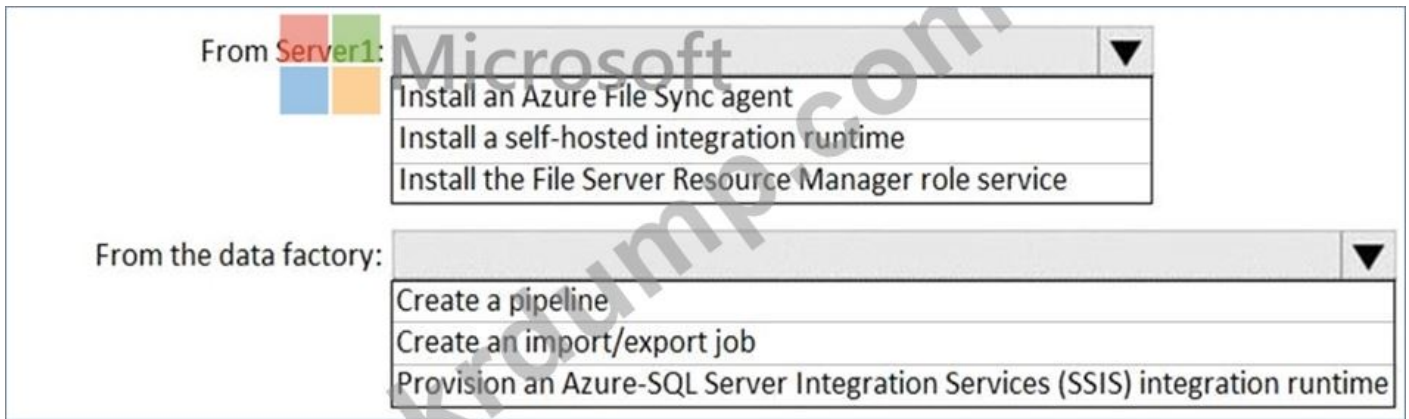 From Server1:
Microsoft
Install an Azure File Sync agent
Install a self-hosted integration runtime
Install the File Server Resource Manager role service
From the data factory:
Create a pipeline
Create an import/export job
Provision an Azure-SQL Server Integration Services (SSIS) integration runtime
krdump.com